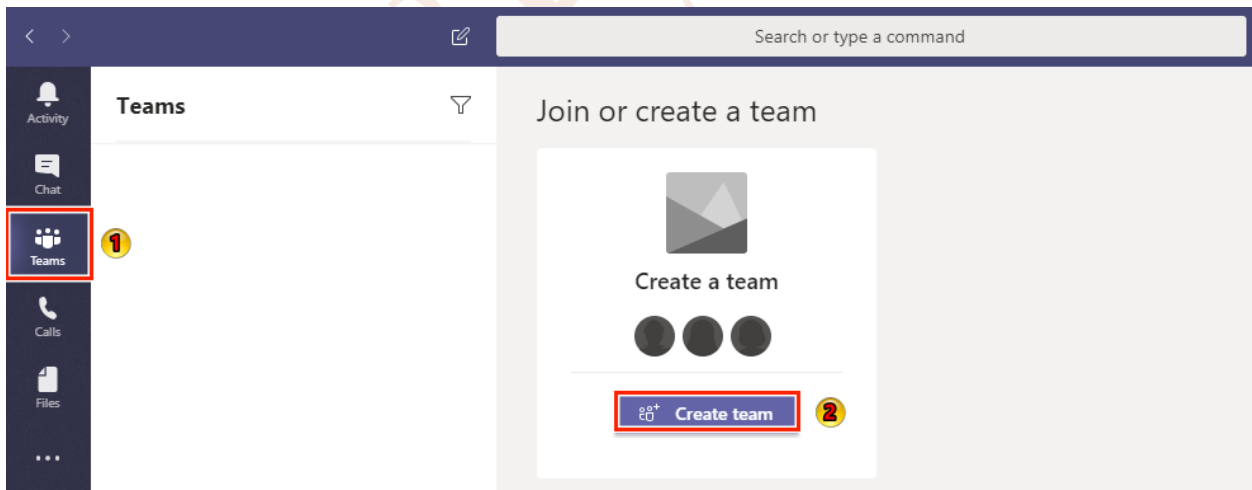 Search or type a command
Activity
Teams
Join or create a team
Chat
Teams
1
Create a team
Calls
Files
Create team
2